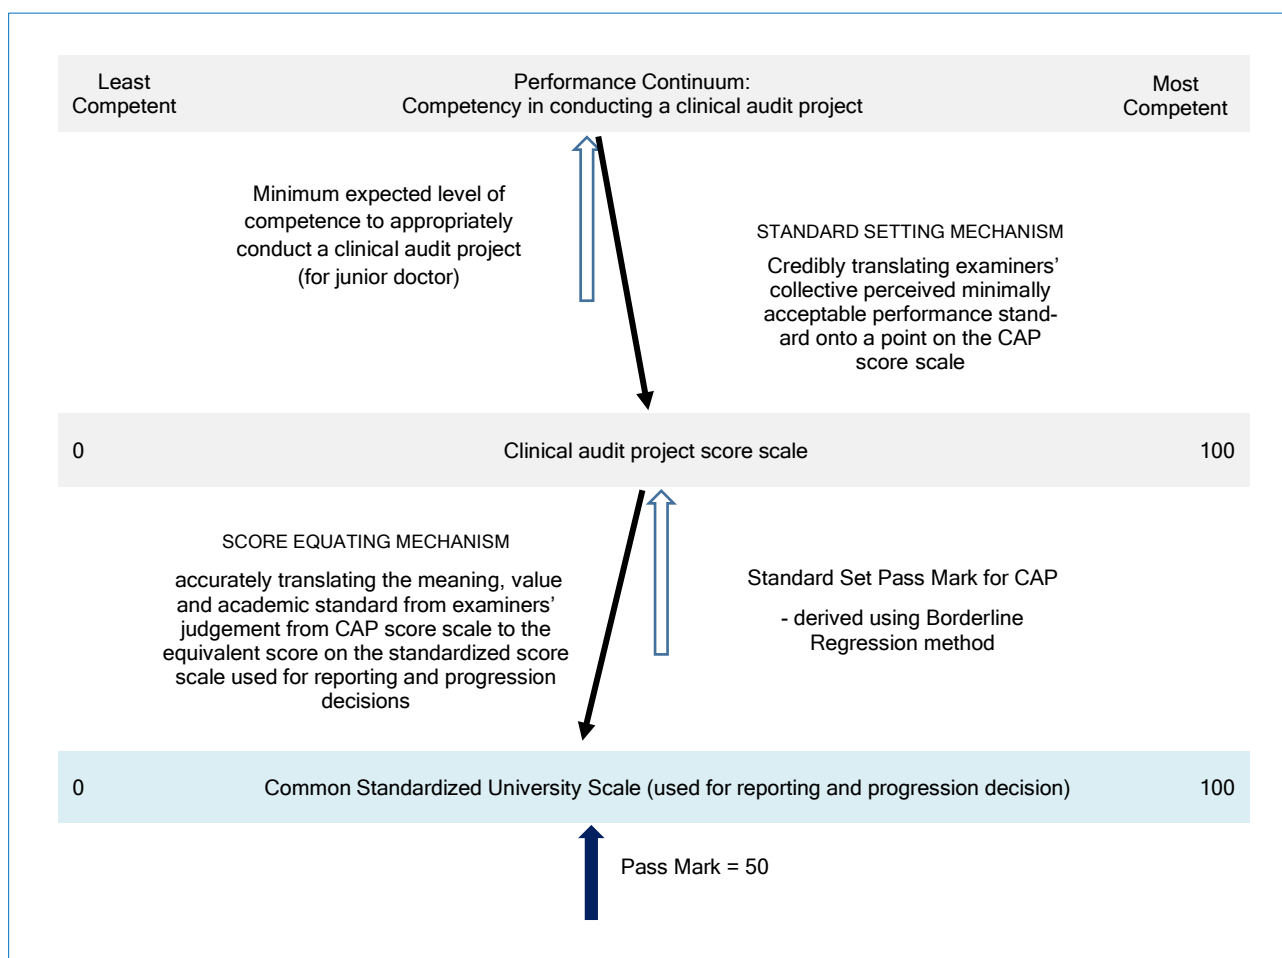 Least
Competent
Performance Continuum:
Competency in conducting a clinical audit project
Most
Competent
Minimum expected level of
competence to appropriately
conduct a clinical audit project
(for junior doctor)
STANDARD SETTING MECHANISM
Credibly translating examiners’
collective perceived minimally
acceptable performance stand-
ard onto a point on the CAP
score scale
0
Clinical audit project score scale
100
SCORE EQUATING MECHANISM
accurately translating the meaning, value
and academic standard from examiners’
judgement from CAP score scale to the
equivalent score on the standardized score
scale used for reporting and progression
decisions
Standard Set Pass Mark for CAP
- derived using Borderline
Regression method
0
Common Standardized University Scale (used for reporting and progression decision)
100
Pass Mark = 50